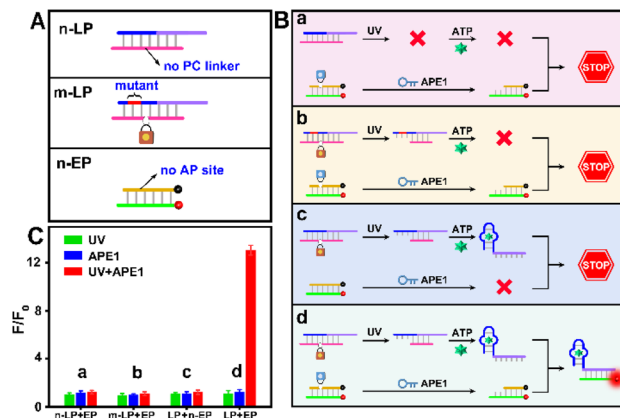 A
n-LP
no PC linker
m-LP
mutant
n-EP
no AP site
B
a
UV
ATP
APE1
STOP
b
UV
ATP
APE1
STOP
c
UV
ATP
APE1
STOP
d
UV
ATP
APE1
C
UV
APE1
UV+APE1
F/F0
12
8
4
0
a
b
c
d
n-LP+EP
m-LP+EP
LP+n-EP
LP+EP